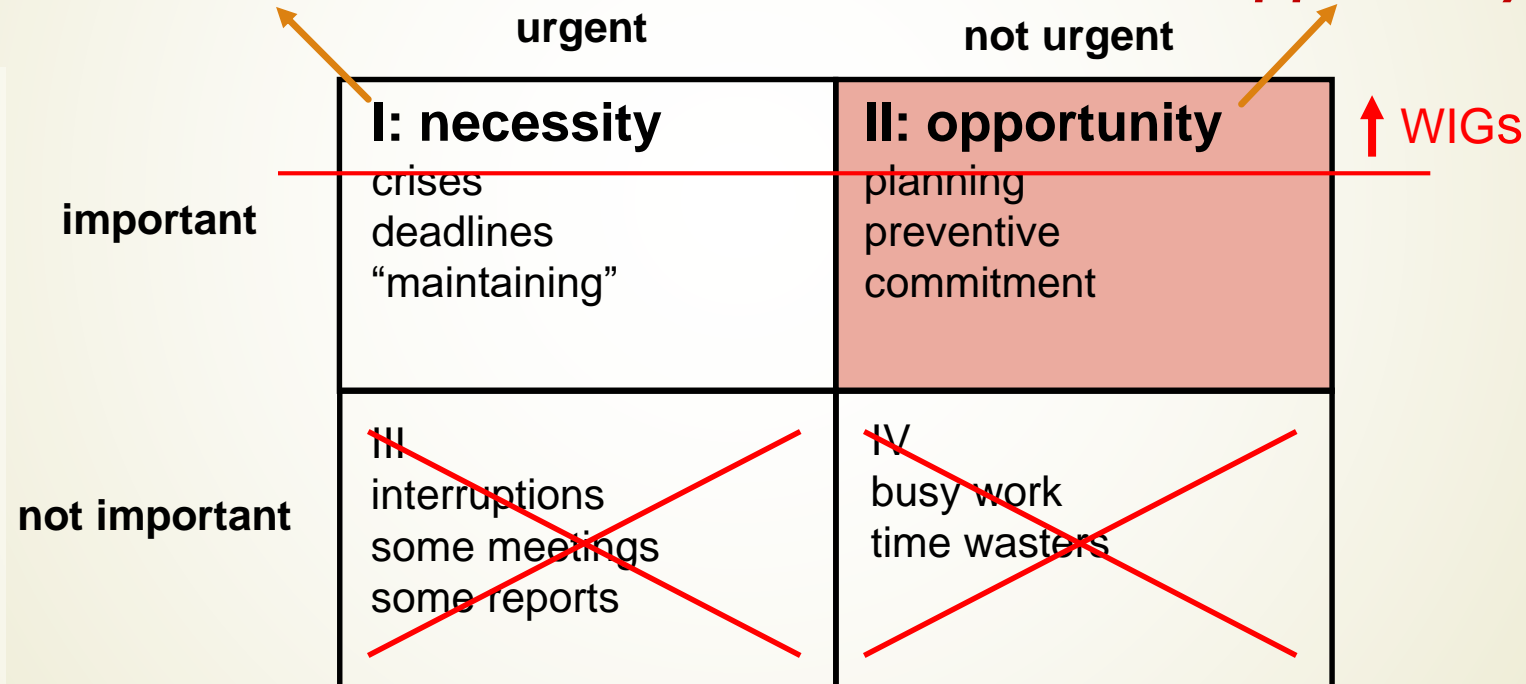 urgent
not urgent
I: necessity
II: opportunity
WIGs
important
crises
deadlines
“maintaining”
planning
preventive
commitment
not important
III
interruptions
some meetings
some reports
IV
busy work
time wasters